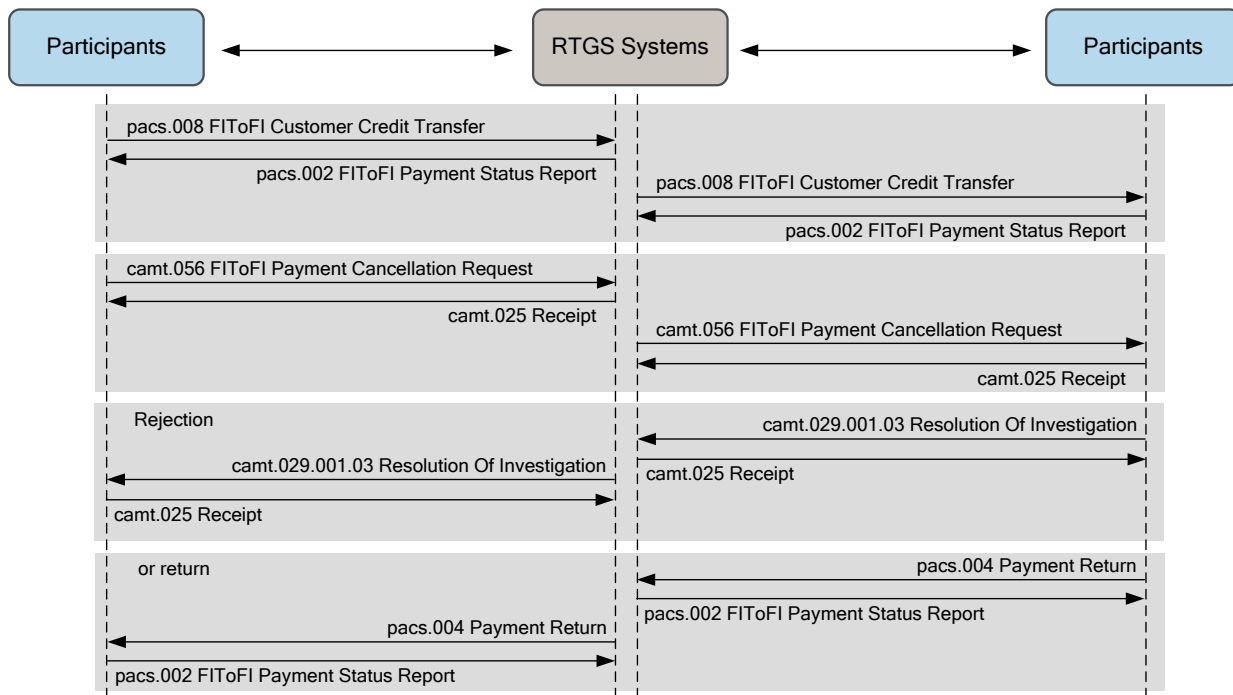 Participants
RTGS Systems
Participants
pacs.008 FIToFI Customer Credit Transfer
pacs.002 FIToFI Payment Status Report
pacs.008 FIToFI Customer Credit Transfer
pacs.002 FIToFI Payment Status Report
camt.056 FIToFI Payment Cancellation Request
camt.025 Receipt
camt.056 FIToFI Payment Cancellation Request
camt.025 Receipt
Rejection
camt.029.001.03 Resolution Of Investigation
camt.025 Receipt
camt.029.001.03 Resolution Of Investigation
camt.025 Receipt
or return
pacs.004 Payment Return
pacs.002 FIToFI Payment Status Report
pacs.004 Payment Return
pacs.002 FIToFI Payment Status Report